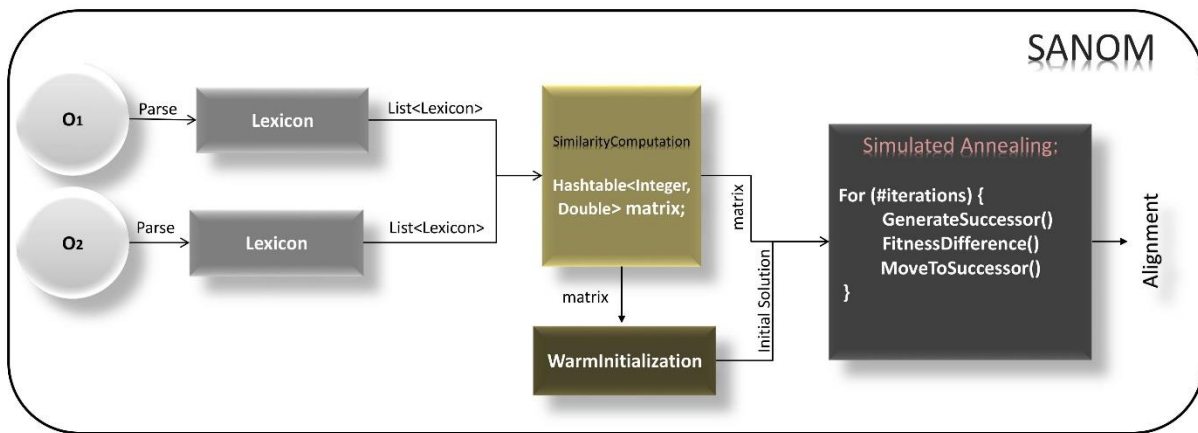 SANOM
O1
Parse
Lexicon
List<Lexicon>
O2
Parse
Lexicon
List<Lexicon>
SimilarityComputation
Hashtable<Integer,
Double> matrix;
matrix
matrix
WarmInitialization
Initial Solution
Simulated Annealing:
For (#iterations) {
GenerateSuccessor()
FitnessDifference()
MoveToSuccessor()
}
Alignment